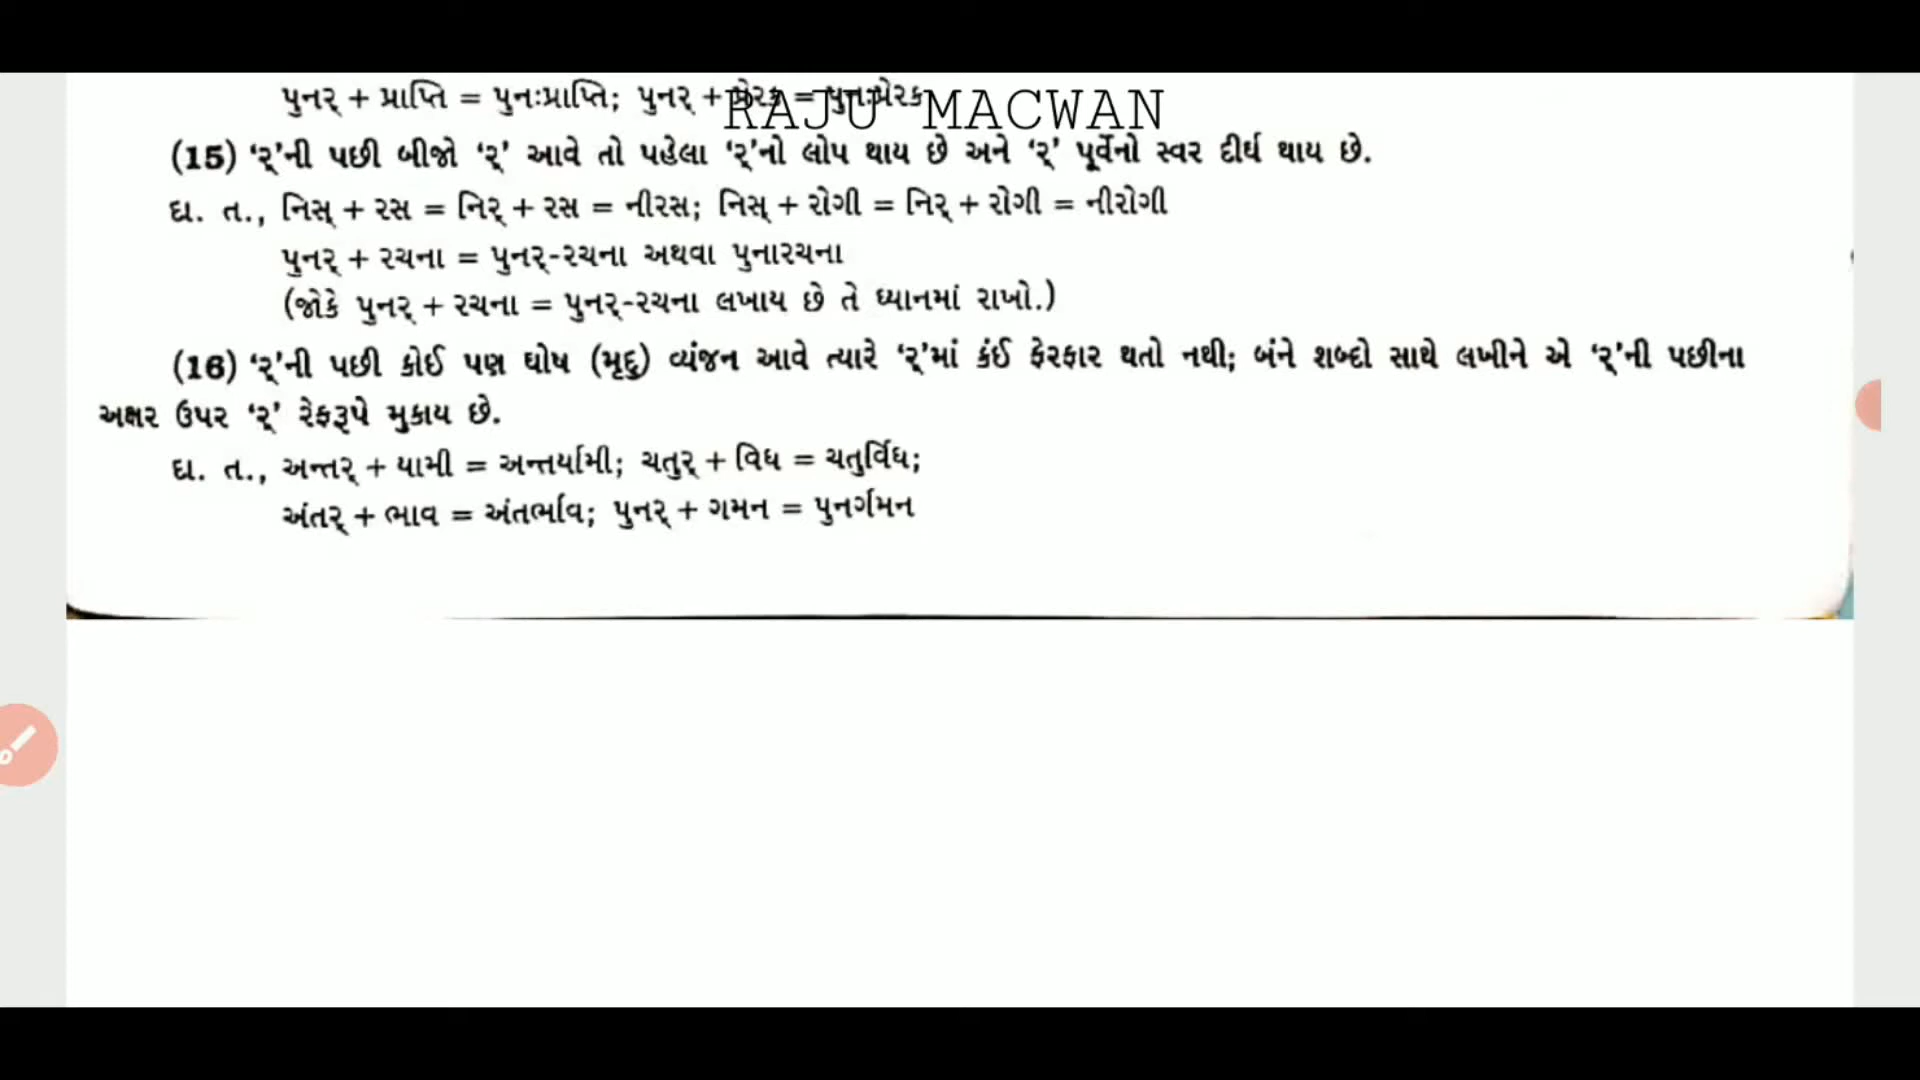 પુનર્ + પ્રાપ્તિ = પુનઃપ્રાપ્તિ; પુનર્ + પ્રેરક = પુનઃપ્રેરક
RAJU MACWAN
(15) ‘ર્’ની પછી બીજો ‘ર્’ આવે તો પહેલા ‘ર્’નો લોપ થાય છે અને ‘ર્’ પૂર્વેનો સ્વર દીર્ઘ થાય છે.
દા. ત., નિસ્ + રસ = નિર્ + રસ = નીરસ; નિસ્ + રોગી = નિર્ + રોગી = નીરોગી
પુનર્ + રચના = પુનર્-રચના અથવા પુનારચના
(જોકે પુનર્ + રચના = પુનર્-રચના લખાય છે તે ધ્યાનમાં રાખો.)
(16) ‘ર્’ની પછી કોઈ પણ ઘોષ (મૃદુ) વ્યંજન આવે ત્યારે ‘ર્’માં કંઈ ફેરફાર થતો નથી; બંને શબ્દો સાથે લખીને એ ‘ર્’ની પછીના
અક્ષર ઉપર ‘ર્’ રેફરૂપે મુકાય છે.
દા. ત., અન્તર્ + યામી = અન્તર્યામી; ચતુર્ + વિધ = ચતુર્વિધ;
અંતર્ + ભાવ = અંતર્ભાવ; પુનર્ + ગમન = પુનર્ગમન